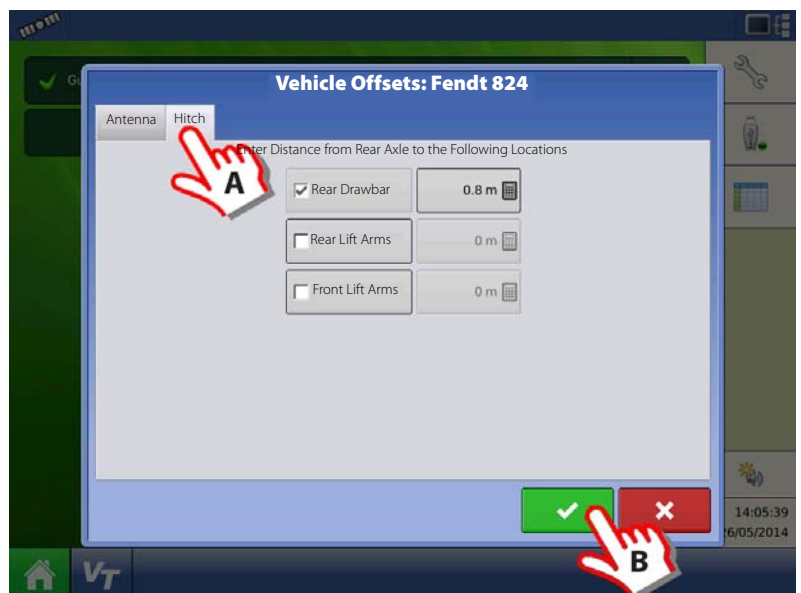 Gu
Vehicle Offsets: Fendt 824
Antenna Hitch
Enter Distance from Rear Axle to the Following Locations
A
Rear Drawbar 0.8 m
Rear Lift Arms 0 m
Front Lift Arms 0 m
14:05:39
6/05/2014
B
VT